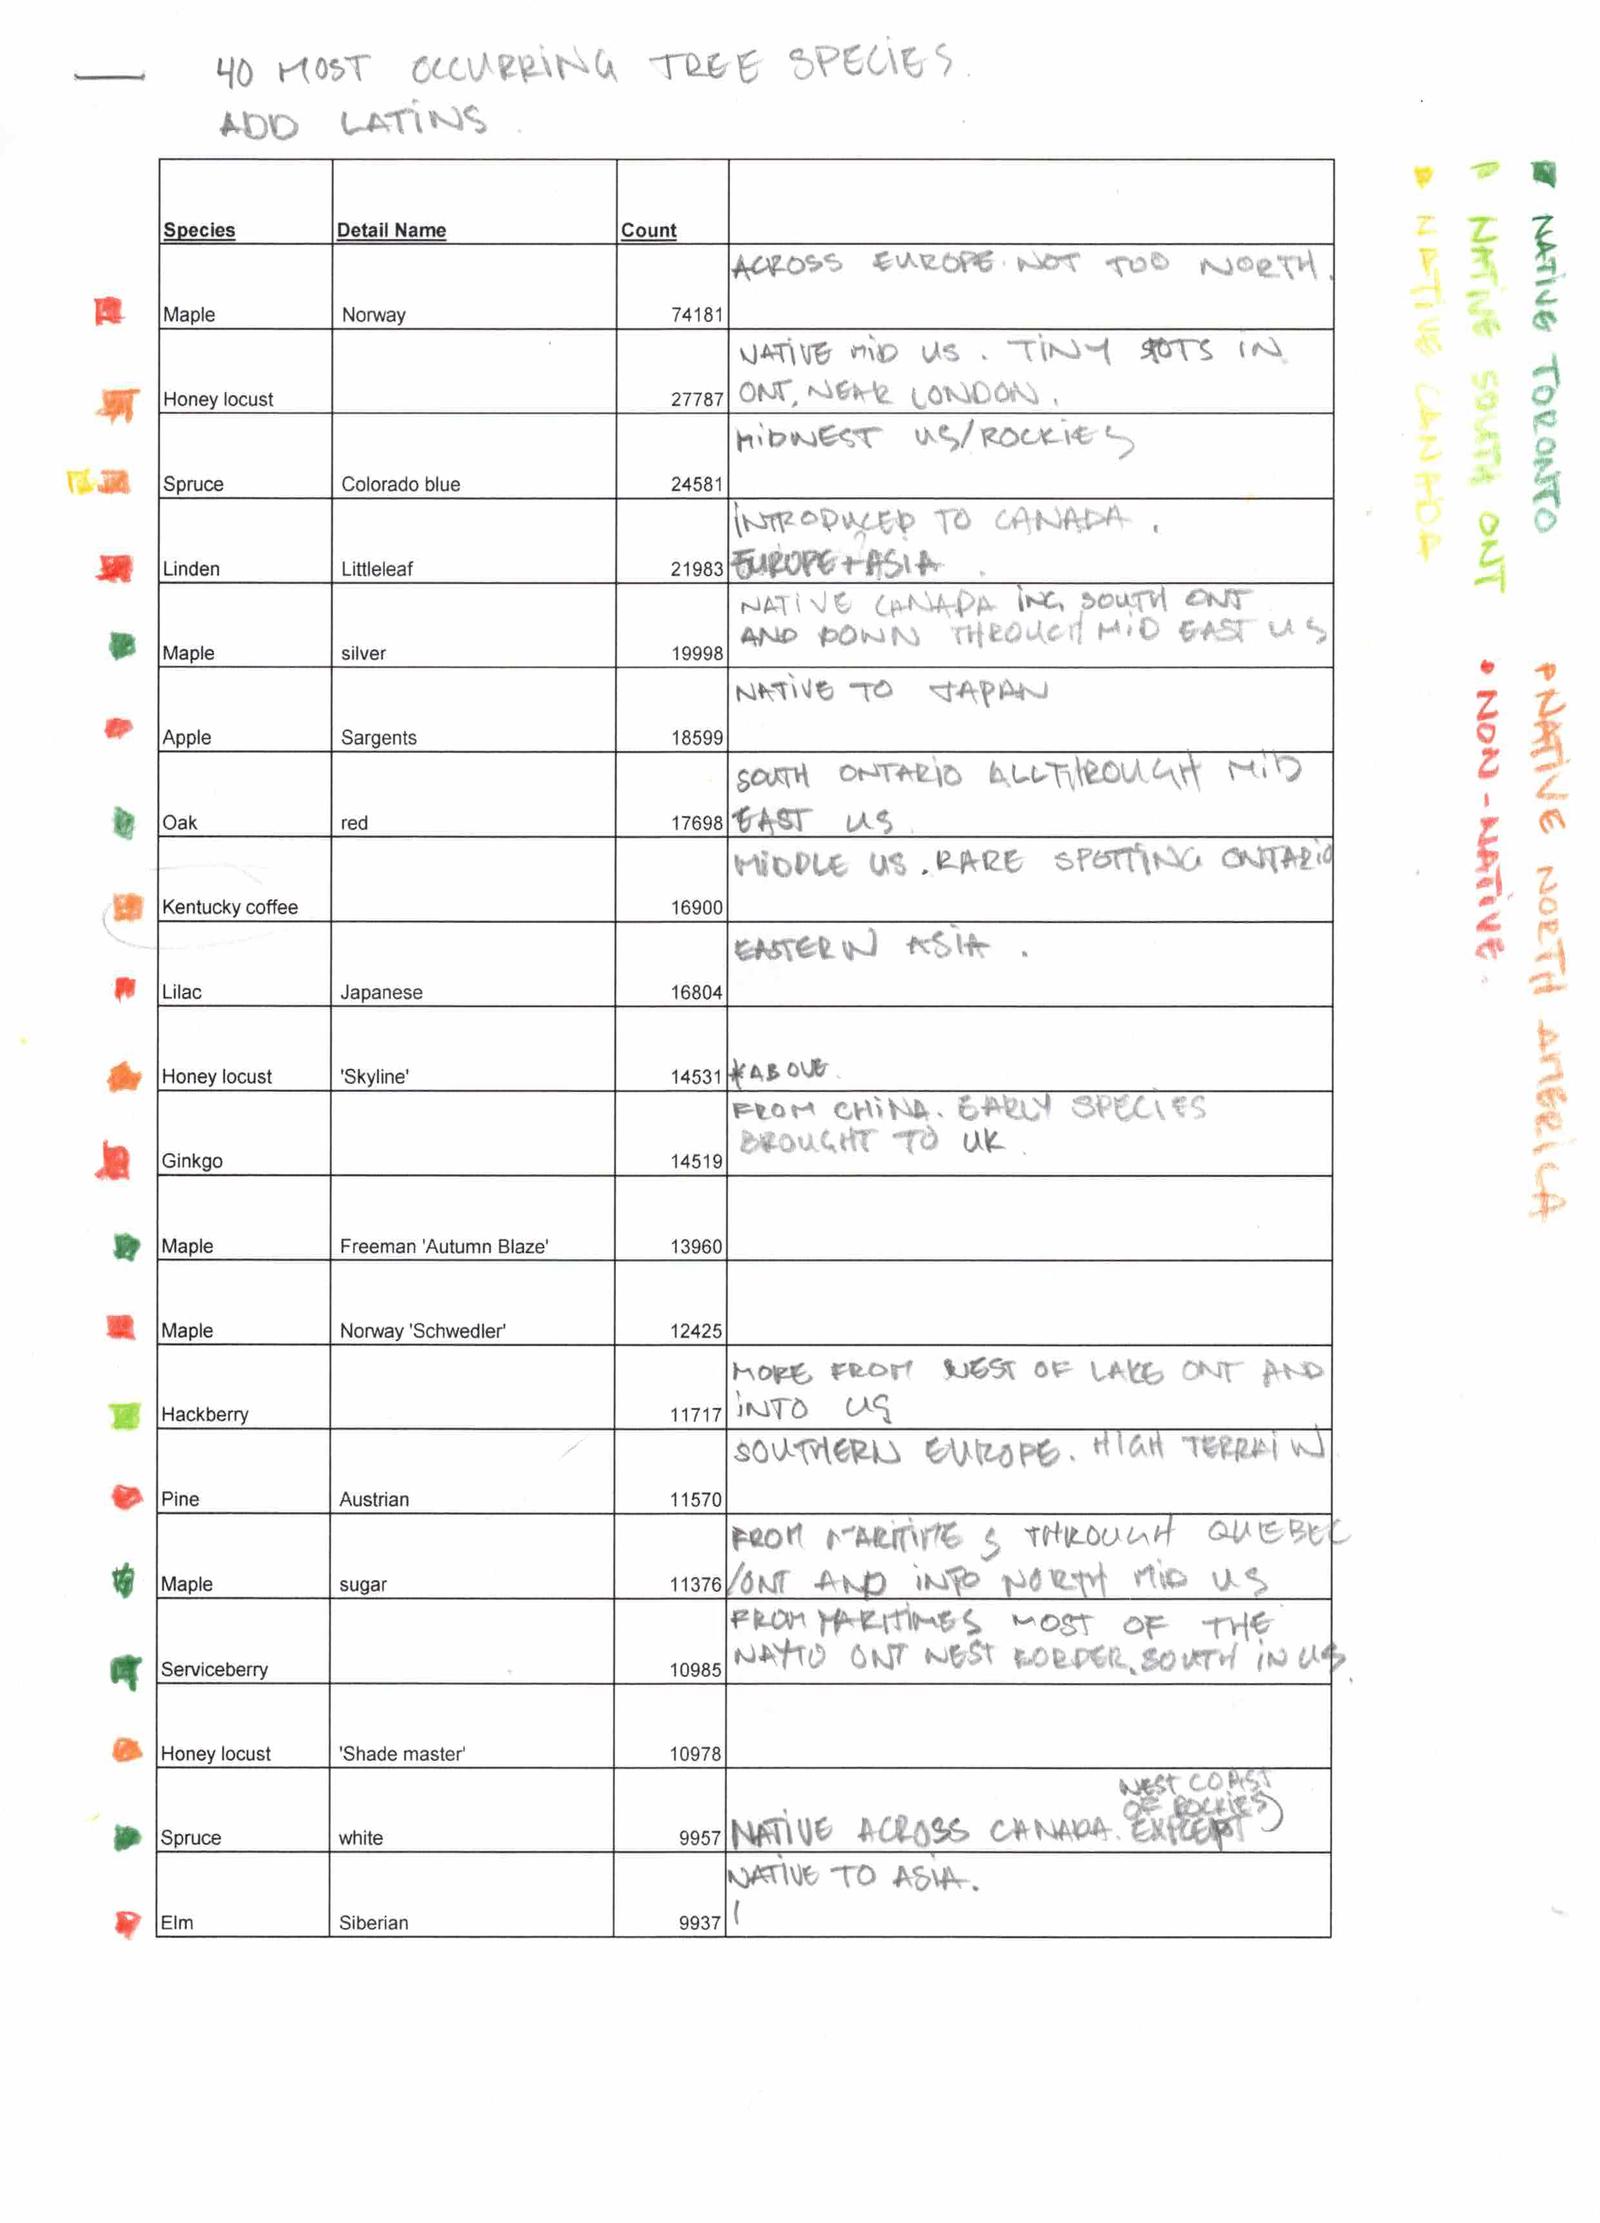 40 MOST OCCURRING TREE SPECIES.
ADD LATINS.
Species Detail Name Count
ACROSS EUROPE. NOT TOO NORTH.
Maple Norway 74181
NATIVE MID US. TINY SPOTS IN
Honey locust 27787 ONT, NEAR LONDON.
MIDWEST US/ROCKIES
Spruce Colorado blue 24581
INTRODUCED TO CANADA.
Linden Littleleaf 21983 EUROPE + ASIA
NATIVE CANADA INC, SOUTH ONT
AND DOWN THROUGH MID EAST US
Maple silver 19998
NATIVE TO JAPAN
Apple Sargents 18599
SOUTH ONTARIO ALL THROUGH MID
Oak red 17698 EAST US
MIDDLE US. RARE SPOTTING ONTARIO
Kentucky coffee 16900
EASTERN ASIA.
Lilac Japanese 16804
Honey locust 'Skyline' 14531 *ABOVE.
FROM CHINA. EARLY SPECIES
BROUGHT TO UK.
Ginkgo 14519
Maple Freeman 'Autumn Blaze' 13960
Maple Norway 'Schwedler' 12425
MORE FROM WEST OF LAKE ONT AND
Hackberry 11717 INTO US
SOUTHERN EUROPE. HIGH TERRAIN
Pine Austrian 11570
FROM MARITIMES THROUGH QUEBEC
Maple sugar 11376 /ONT AND INTO NORTH MID US
FROM MARITIMES MOST OF THE
WAY TO ONT WEST BORDER. SOUTH IN US.
Serviceberry 10985
Honey locust 'Shade master' 10978
WEST COAST
OF ROCKIES)
Spruce white 9957 NATIVE ACROSS CANADA. EXCEPT
NATIVE TO ASIA.
Elm Siberian 9937
NATIVE TORONTO
NATIVE SOUTH ONT
NATIVE CANADA
NATIVE NORTH AMERICA
NON-NATIVE.